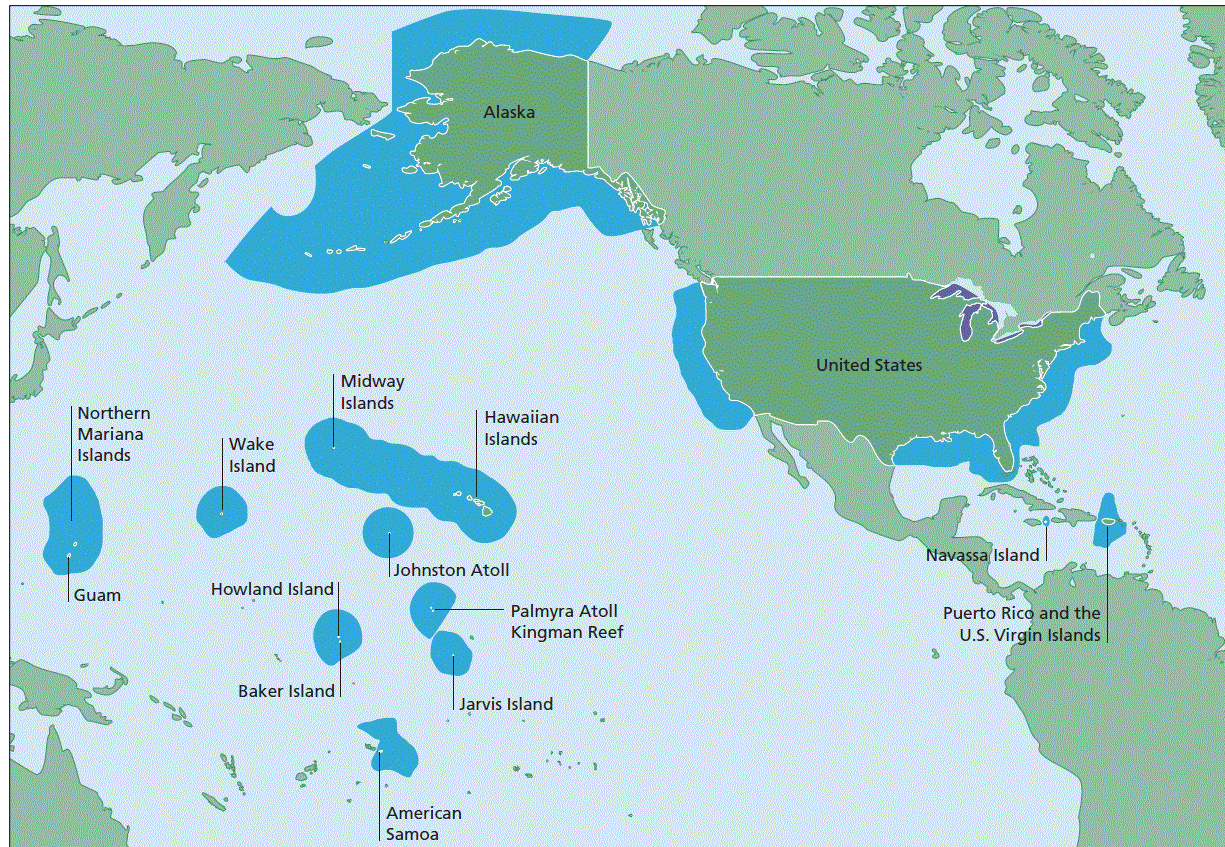 Alaska
United States
Midway
Islands
Hawaiian
Islands
Northern
Mariana
Islands
Wake
Island
Navassa Island
Johnston Atoll
Howland Island
Guam
Palmyra Atoll
Kingman Reef
Puerto Rico and the
U.S. Virgin Islands
Baker Island
Jarvis Island
American
Samoa